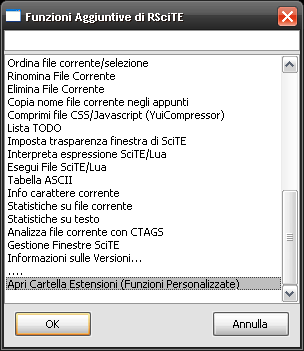 Funzioni Aggiuntive di RSciTE
Ordina file corrente/selezione
Rinomina File Corrente
Elimina File Corrente
Copia nome file corrente negli appunti
Comprimi file CSS/Javascript (YuiCompressor)
Lista TODO
Imposta trasparenza finestra di SciTE
Interpreta espressione SciTE/Lua
Esegui File SciTE/Lua
Tabella ASCII
Info carattere corrente
Statistiche su file corrente
Statistiche su testo
Analizza file corrente con CTAGS
Gestione Finestre SciTE
Informazioni sulle Versioni...
....
Apri Cartella Estensioni (Funzioni Personalizzate)
OK
Annulla